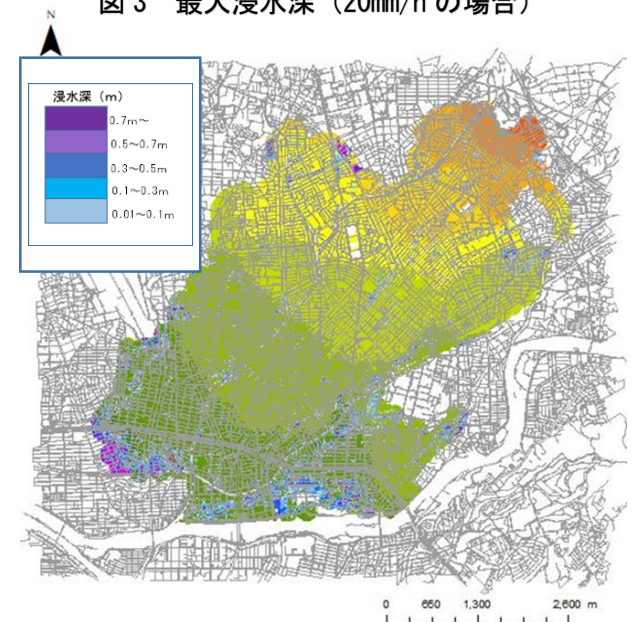 図3 最大浸水深（20mm/hの場合）
N
浸水深（m）
0.7m～
0.5～0.7m
0.3～0.5m
0.1～0.3m
0.01～0.1m
0 650 1,300 2,600 m